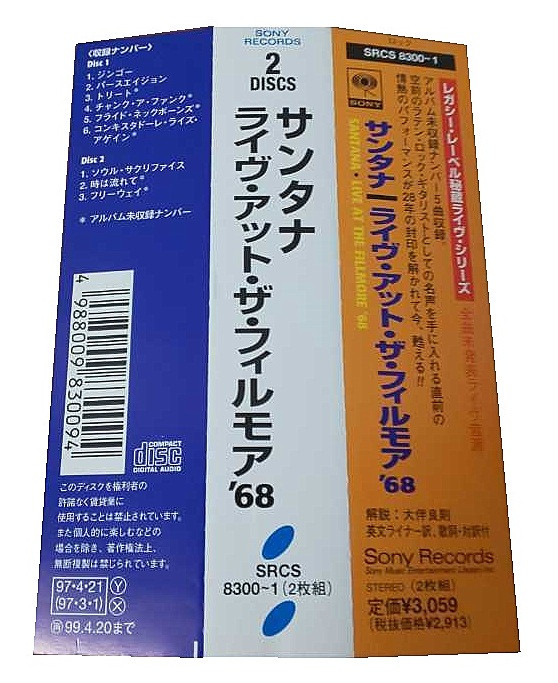 〈収録ナンバー〉
Disc 1
1. ジンゴー
2. パースエイジョン
3. トリート*
4. チャンク・ア・ファンク*
5. フライド・ネックボーンズ*
6. コンキスタドーレ・ライズ・
アゲイン*
Disc 2
1. ソウル・サクリファイス
2. 時は流れて*
3. フリーウェイ*
* アルバム未収録ナンバー
4 988009 830094
COMPACT
disc
DIGITAL AUDIO
このディスクを権利者の
許諾なく賃貸業に
使用することは禁止されています。
また個人的に楽しむなどの
場合を除き、著作権法上、
無断複製は禁じられています。
97・4・21 Y
(97・3・1) X
再 99.4.20まで
SONY
RECORDS
2
DISCS
サンタナ
ライヴ・アット・ザ・フィルモア'68
SRCS
8300~1(2枚組)
ロック
SRCS 8300~1
SONY
レガシー・レーベル秘蔵ライヴ・シリーズ
全曲未発表ライヴ音源
アルバム未収録ナンバー5曲収録。
空前のラテン・ロック・ギタリストとしての名声を手に入れる直前の
情熱のパフォーマンスが28年の封印を解かれて今、甦える!!
サンタナ|ライヴ・アット・ザ・フィルモア'68
SANTANA・LIVE AT THE FILLMORE '68
解説:大伴良則
英文ライナー訳、歌詞・対訳付
Sony Records
Sony Music Entertainment (Japan) Inc.
STEREO (2枚組)
定価¥3,059
(税抜価格¥2,913)